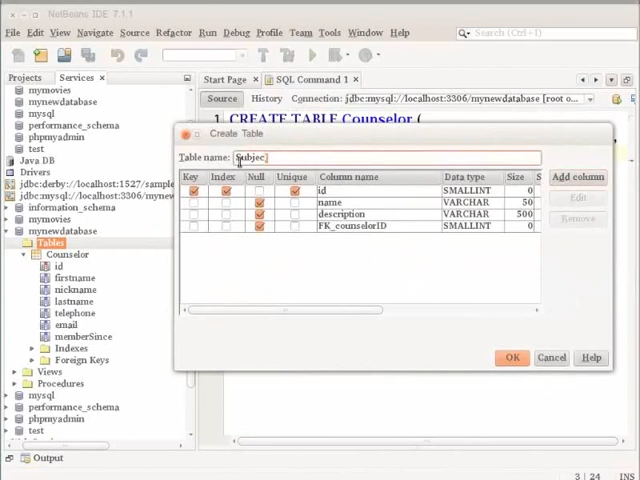 NetBeans IDE 7.1.1
File Edit View Navigate Source Refactor Run Debug Profile Team Tools Window Help
Search (Ctrl+I)
Projects Services
Start Page SQL Command 1
Source History Connection: jdbc:mysql://localhost:3306/mynewdatabase [root o...
CREATE TABLE Counselor (
mymovies
mynewdatabase
mysql
performance_schema
phpmyadmin
test
Java DB
Drivers
jdbc:derby://localhost:1527/sample
jdbc:mysql://localhost:3306/mynew
information_schema
mymovies
mynewdatabase
Tables
Counselor
id
firstname
nickname
lastname
telephone
email
memberSince
Indexes
Foreign Keys
Views
Procedures
mysql
performance_schema
phpmyadmin
test
Output
Create Table
Table name: Subjec
Key Index Null Unique Column name Data type Size S
id SMALLINT 0
name VARCHAR 50
description VARCHAR 500
FK_counselorID SMALLINT 0
Add column
Edit
Remove
OK Cancel Help
3 | 24 INS